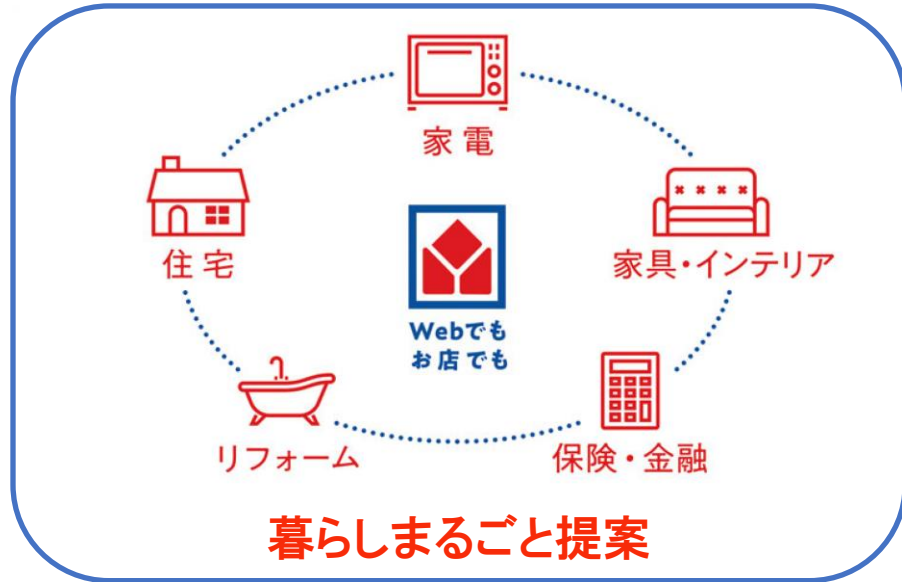 家電
住宅
家具・インテリア
Webでも
お店でも
リフォーム
保険・金融
暮らしまるごと提案